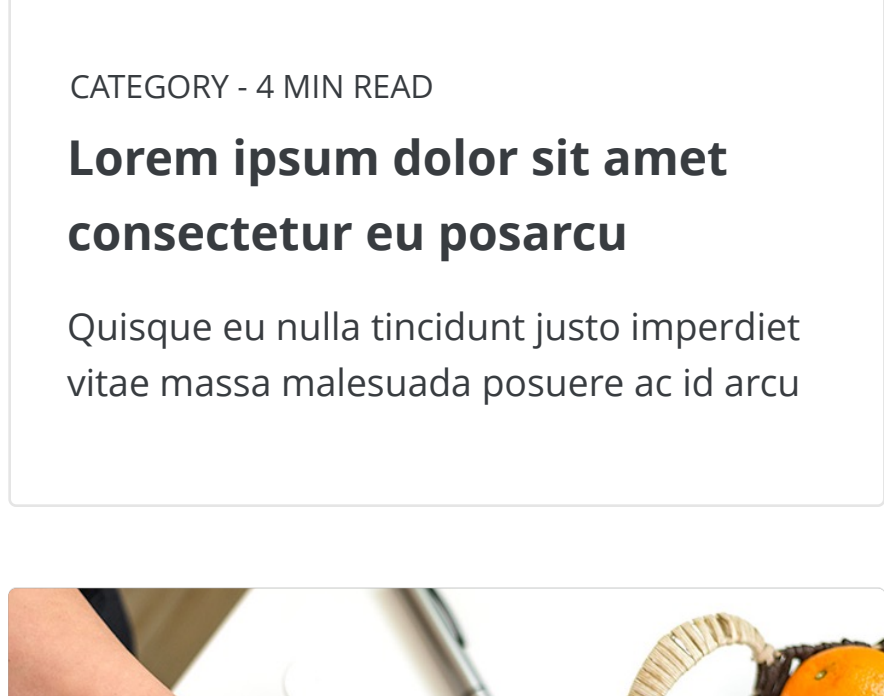 CATEGORY - 4 MIN READ
Lorem ipsum dolor sit amet
consectetur eu posarcu
Quisque eu nulla tincidunt justo imperdiet
vitae massa malesuada posuere ac id arcu